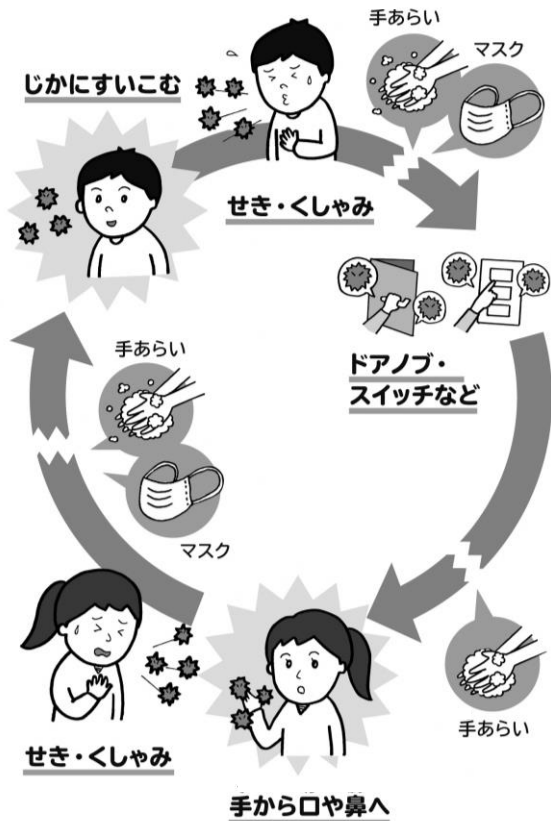 手あらい
マスク
じかにすいこむ
せき・くしゃみ
ドアノブ・
スイッチなど
手あらい
マスク
手あらい
せき・くしゃみ
手から口や鼻へ